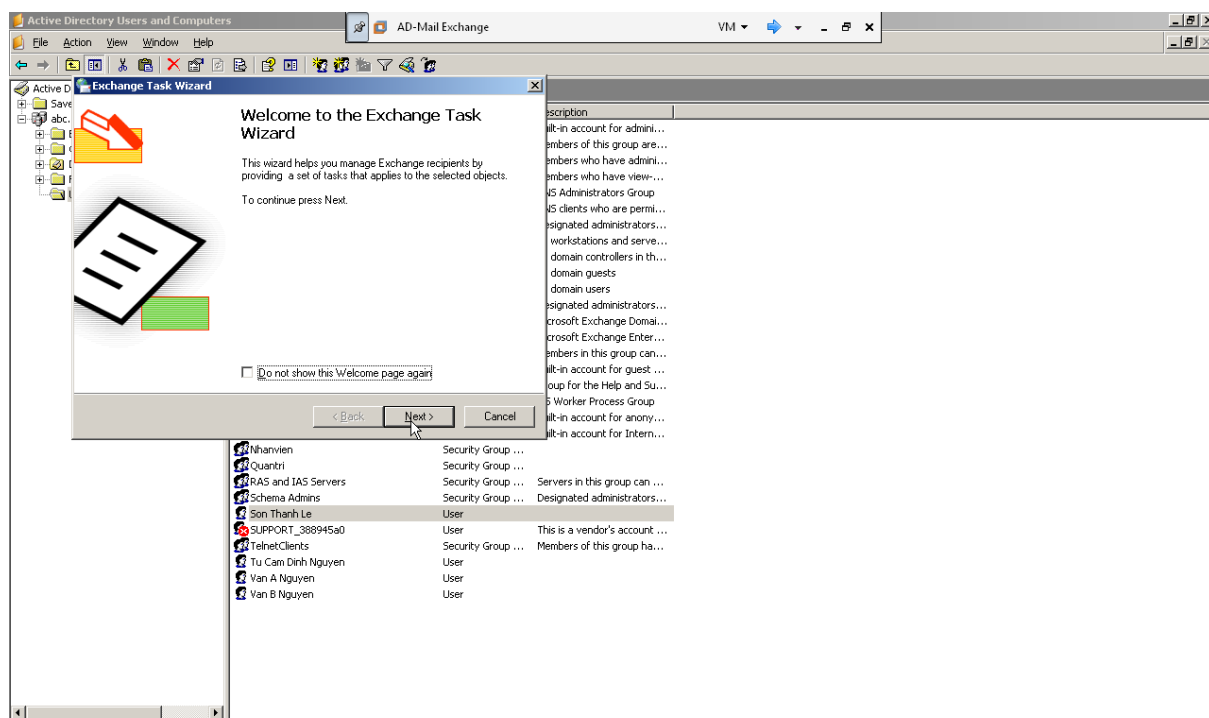 Active Directory Users and Computers
AD-Mail Exchange
VM
File Action View Window Help
Active D
Exchange Task Wizard
Save
abc.
Welcome to the Exchange Task
Wizard
This wizard helps you manage Exchange recipients by
providing a set of tasks that applies to the selected objects.
To continue press Next.
Do not show this Welcome page again
< Back Next > Cancel
escription
ilt-in account for admini...
embers of this group are...
embers who have admini...
embers who have view-...
NS Administrators Group
NS clients who are permi...
esignated administrators...
workstations and serve...
domain controllers in th...
domain guests
domain users
esignated administrators...
crosoft Exchange Domai...
crosoft Exchange Enter...
embers in this group can...
ilt-in account for guest ...
oup for the Help and Su...
S Worker Process Group
ilt-in account for anony...
ilt-in account for Intern...
Nhanvien Security Group ...
Quantri Security Group ...
RAS and IAS Servers Security Group ... Servers in this group can ...
Schema Admins Security Group ... Designated administrators...
Son Thanh Le User
SUPPORT_388945a0 User This is a vendor's account ...
TelnetClients Security Group ... Members of this group ha...
Tu Cam Dinh Nguyen User
Van A Nguyen User
Van B Nguyen User